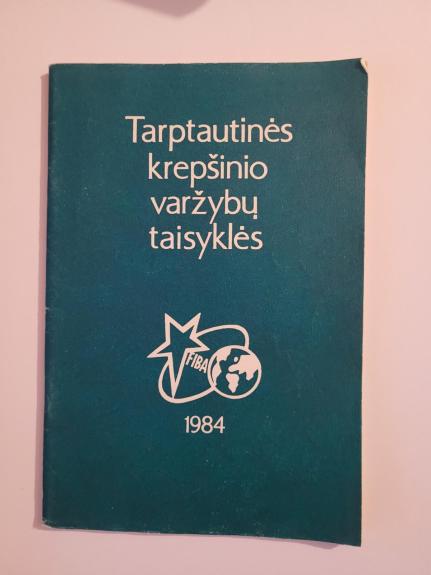 Tarptautinės
krepšinio
varžybų
taisyklės
FIBA
1984